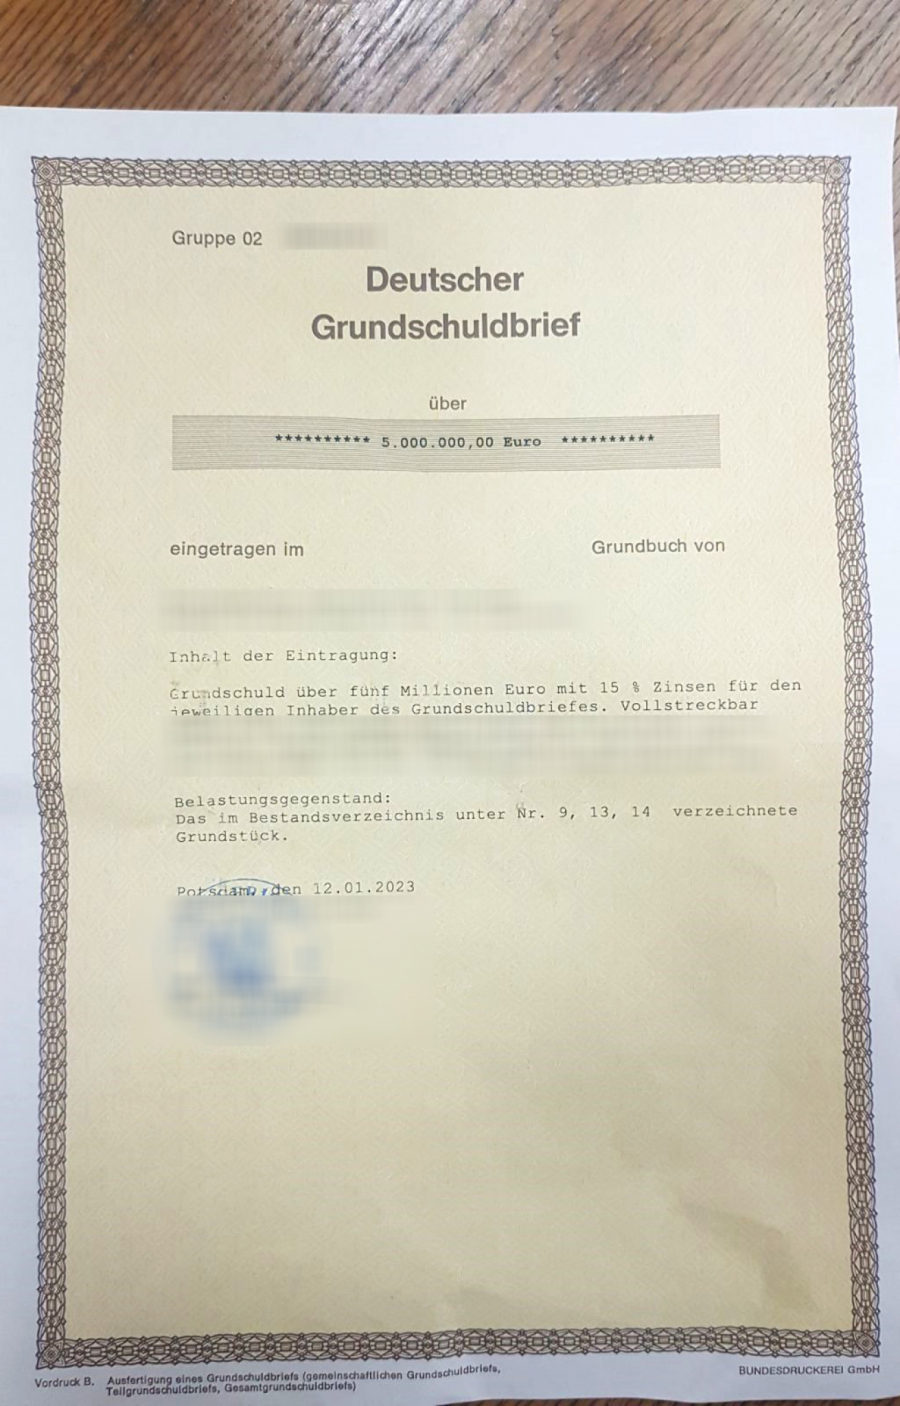 Gruppe 02
Deutscher
Grundschuldbrief
über
********** 5.000.000,00 Euro **********
eingetragen im Grundbuch von
Inhalt der Eintragung:
Grundschuld über fünf Millionen Euro mit 15 % Zinsen für den
jeweiligen Inhaber des Grundschuldbriefes. Vollstreckbar
Belastungsgegenstand:
Das im Bestandsverzeichnis unter Nr. 9, 13, 14 verzeichnete
Grundstück.
Potsdam, den 12.01.2023
Vordruck B. Ausfertigung eines Grundschuldbriefs (gemeinschaftlichen Grundschuldbriefs,
Teilgrundschuldbriefs, Gesamtgrundschuldbriefs)
BUNDESDRUCKEREI GmbH